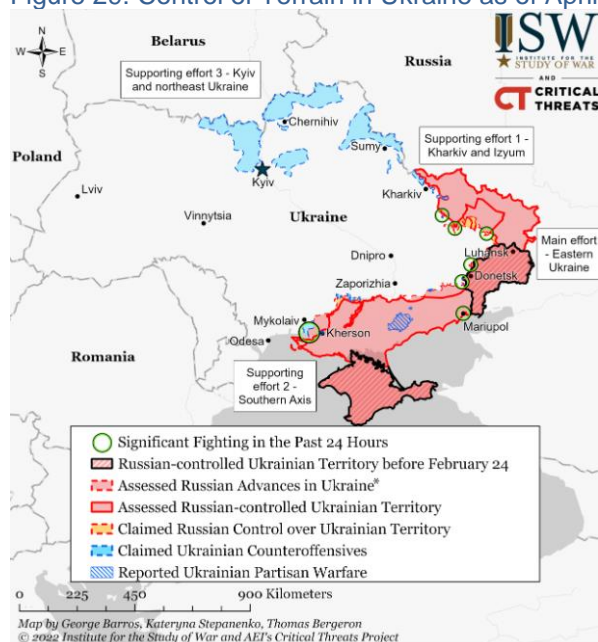 Figure 20: Control of Terrain in Ukraine as of April
N
W
E
S
Belarus
Supporting effort 3 - Kyiv
and northeast Ukraine
Russia
ISW
INSTITUTE FOR THE
STUDY OF WAR
AND
CT CRITICAL
THREATS
Chernihiv
Supporting effort 1 -
Kharkiv and Izyum
Sumy
Poland
Kyiv
Kharkiv
Lviv
Vinnytsia
Ukraine
Luhansk
Main effort
- Eastern
Ukraine
Dnipro
Donetsk
Zaporizhia
Mykolaiv
Mariupol
Odesa
Kherson
Romania
Supporting
effort 2 -
Southern Axis
Significant Fighting in the Past 24 Hours
Russian-controlled Ukrainian Territory before February 24
Assessed Russian Advances in Ukraine*
Assessed Russian-controlled Ukrainian Territory
Claimed Russian Control over Ukrainian Territory
Claimed Ukrainian Counteroffensives
Reported Ukrainian Partisan Warfare
0 225 450 900 Kilometers
Map by George Barros, Kateryna Stepanenko, Thomas Bergeron
© 2022 Institute for the Study of War and AEI's Critical Threats Project